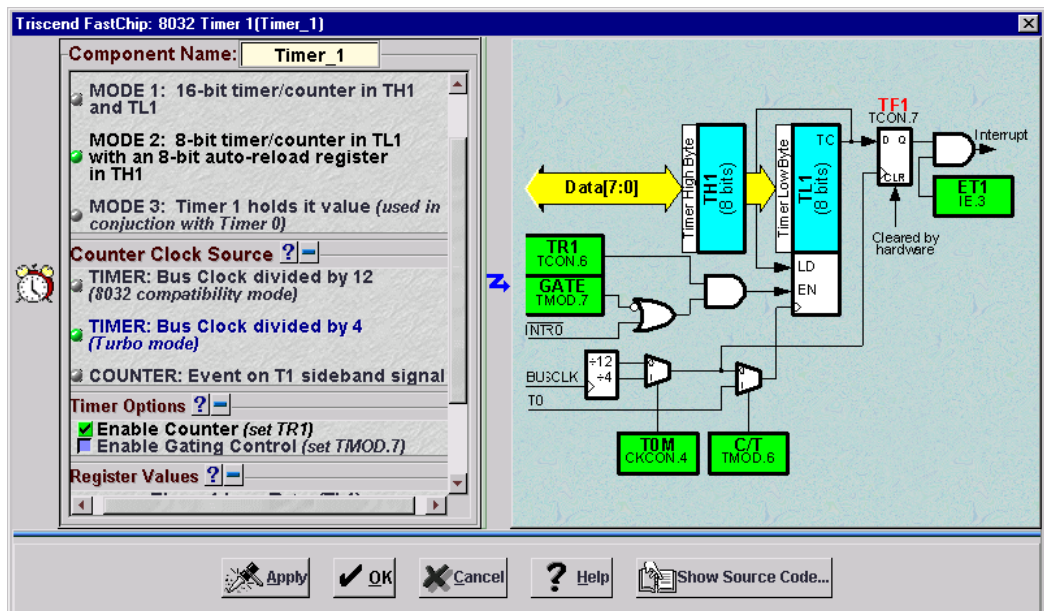 Triscend FastChip: 8032 Timer 1(Timer_1)
Component Name: Timer_1
MODE 1: 16-bit timer/counter in TH1
and TL1
MODE 2: 8-bit timer/counter in TL1
with an 8-bit auto-reload register
in TH1
MODE 3: Timer 1 holds it value (used in
conjuction with Timer 0)
Counter Clock Source ?
TIMER: Bus Clock divided by 12
(8032 compatibility mode)
TIMER: Bus Clock divided by 4
(Turbo mode)
COUNTER: Event on T1 sideband signal
Timer Options ?
Enable Counter (set TR1)
Enable Gating Control (set TMOD.7)
Register Values ?
TF1
TCON.7
Data[7:0]
Timer High Byte
TH1
(8 bits)
Timer Low Byte
TL1
(8 bits)
TC
D Q
CLR
Interrupt
ET1
IE.3
Cleared by
hardware
TR1
TCON.6
GATE
TMOD.7
LD
EN
INTR0
BUSCLK
÷12
÷4
0
1
0
1
T0
T0M
CKCON.4
C/T
TMOD.6
Apply
OK
Cancel
? Help
Show Source Code...